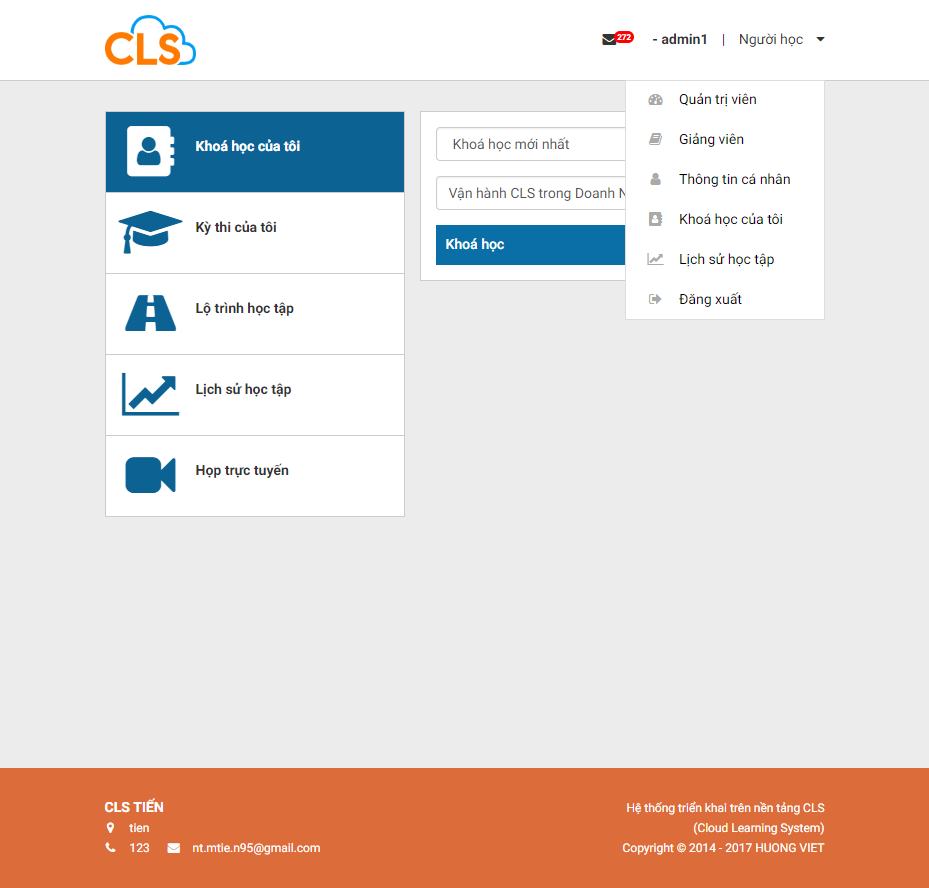 CLS
272
- admin1 | Người học
Quản trị viên
Giảng viên
Thông tin cá nhân
Khoá học của tôi
Lịch sử học tập
Đăng xuất
Khoá học của tôi
Kỳ thi của tôi
Lộ trình học tập
Lịch sử học tập
Họp trực tuyến
Khoá học mới nhất
Vận hành CLS trong Doanh
Khoá học
CLS TIẾN
tien
123 nt.mtie.n95@gmail.com
Hệ thống triển khai trên nền tảng CLS
(Cloud Learning System)
Copyright © 2014 - 2017 HUONG VIET